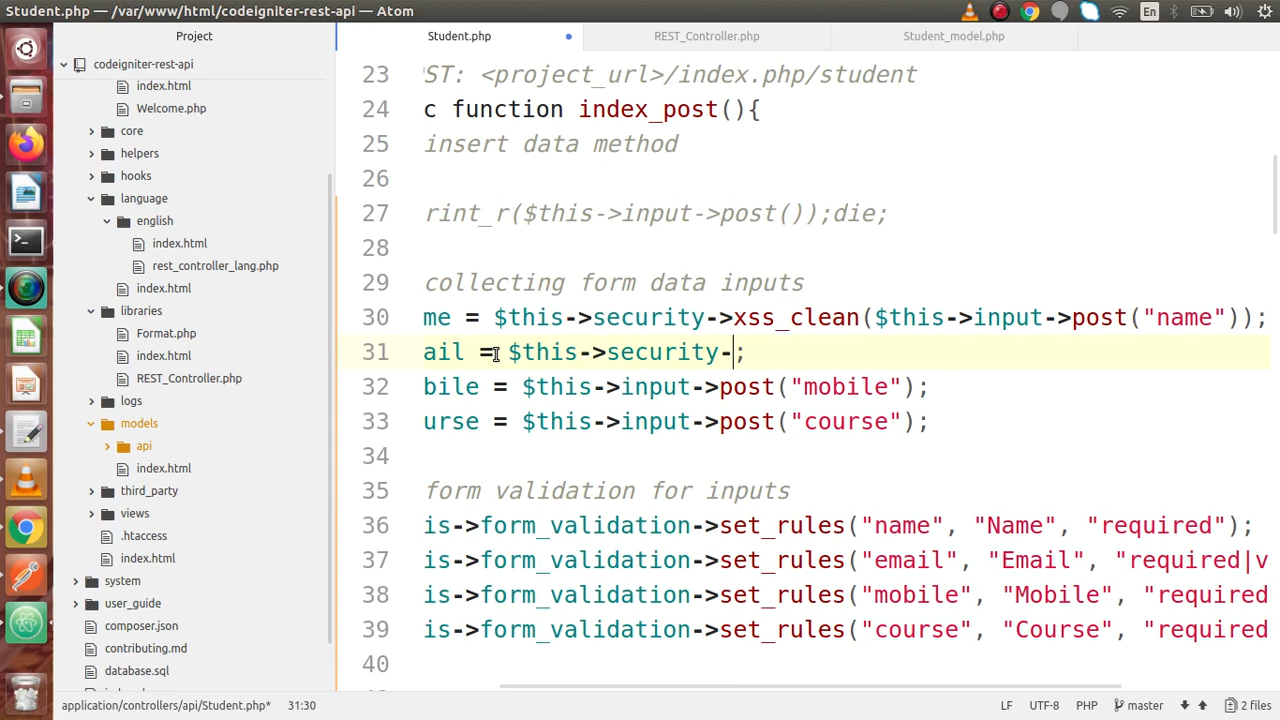 Student.php — /var/www/html/codeigniter-rest-api — Atom
En
Project
Student.php
REST_Controller.php
Student_model.php
codeigniter-rest-api
index.html
Welcome.php
core
helpers
hooks
language
english
index.html
rest_controller_lang.php
index.html
libraries
Format.php
index.html
REST_Controller.php
logs
models
api
index.html
third_party
views
.htaccess
index.html
system
user_guide
composer.json
contributing.md
database.sql
23 ST: <project_url>/index.php/student
24 c function index_post(){
25 insert data method
26
27 rint_r($this->input->post());die;
28
29 collecting form data inputs
30 me = $this->security->xss_clean($this->input->post("name"));
31 ail = $this->security-;
32 bile = $this->input->post("mobile");
33 urse = $this->input->post("course");
34
35 form validation for inputs
36 is->form_validation->set_rules("name", "Name", "required");
37 is->form_validation->set_rules("email", "Email", "required|v
38 is->form_validation->set_rules("mobile", "Mobile", "required
39 is->form_validation->set_rules("course", "Course", "required
40
application/controllers/api/Student.php* 31:30
LF UTF-8 PHP master 2 files